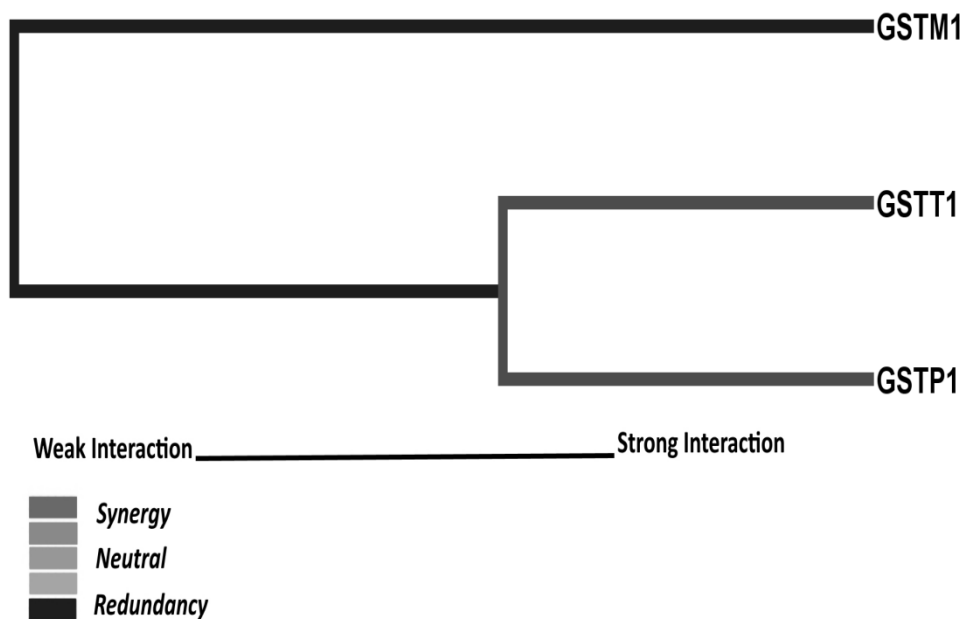 GSTM1
GSTT1
GSTP1
Weak Interaction Strong Interaction
Synergy
Neutral
Redundancy